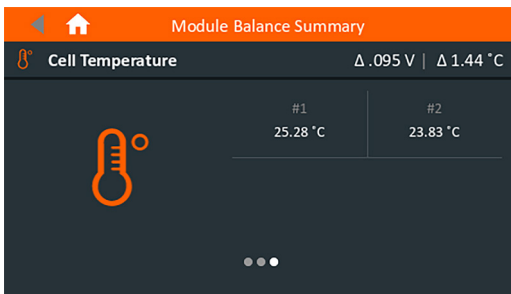 Module Balance Summary
Cell Temperature Δ .095 V | Δ 1.44 °C
#1 #2
25.28 °C 23.83 °C